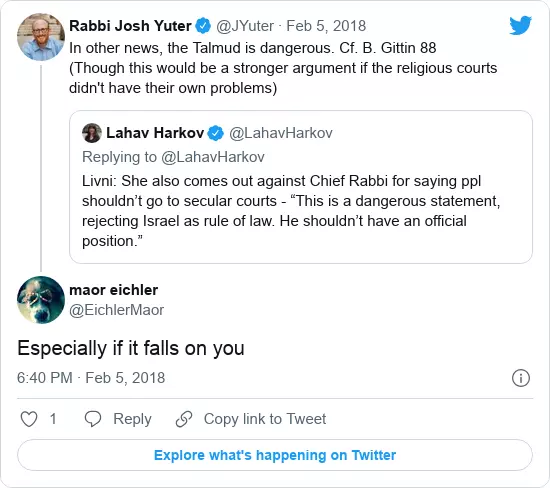 Rabbi Josh Yuter @JYuter · Feb 5, 2018
In other news, the Talmud is dangerous. Cf. B. Gittin 88
(Though this would be a stronger argument if the religious courts
didn't have their own problems)
Lahav Harkov @LahavHarkov
Replying to @LahavHarkov
Livni: She also comes out against Chief Rabbi for saying ppl
shouldn't go to secular courts - “This is a dangerous statement,
rejecting Israel as rule of law. He shouldn't have an official
position.”
maor eichler
@EichlerMaor
Especially if it falls on you
6:40 PM · Feb 5, 2018
1 Reply Copy link to Tweet
Explore what's happening on Twitter